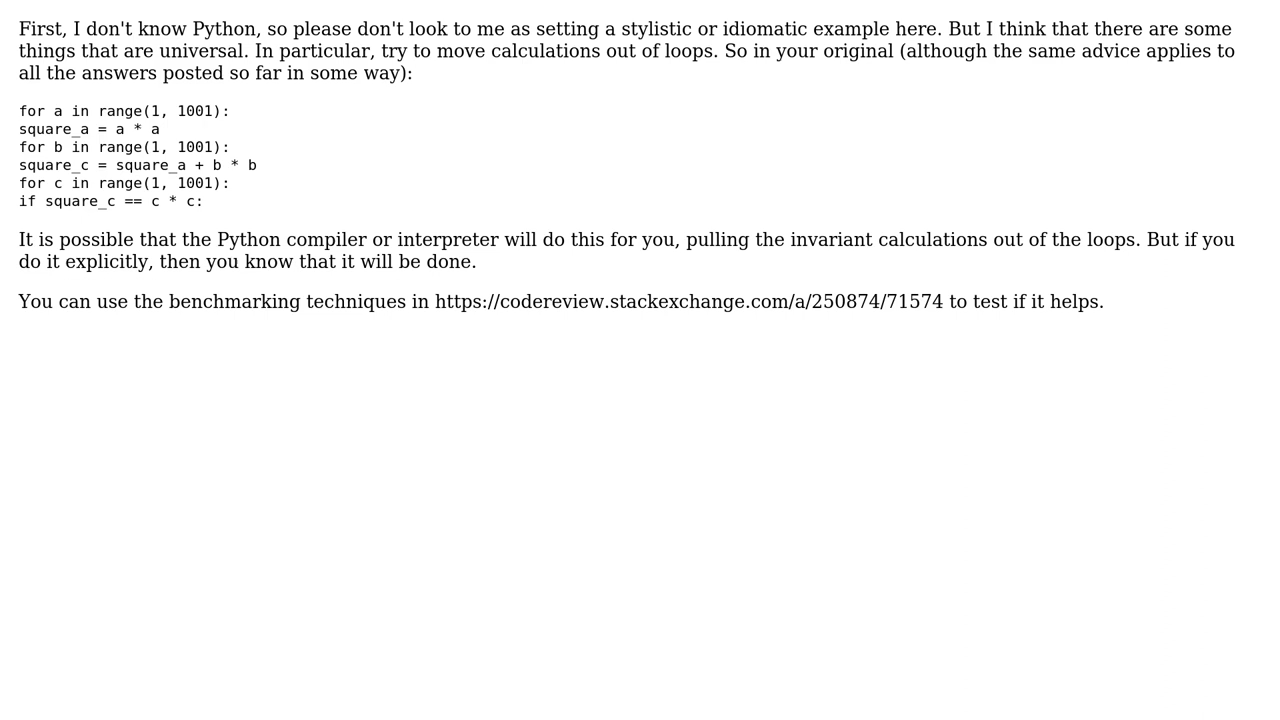 First, I don't know Python, so please don't look to me as setting a stylistic or idiomatic example here. But I think that there are some
things that are universal. In particular, try to move calculations out of loops. So in your original (although the same advice applies to
all the answers posted so far in some way):
for a in range(1, 1001):
square_a = a * a
for b in range(1, 1001):
square_c = square_a + b * b
for c in range(1, 1001):
if square_c == c * c:
It is possible that the Python compiler or interpreter will do this for you, pulling the invariant calculations out of the loops. But if you
do it explicitly, then you know that it will be done.
You can use the benchmarking techniques in https://codereview.stackexchange.com/a/250874/71574 to test if it helps.